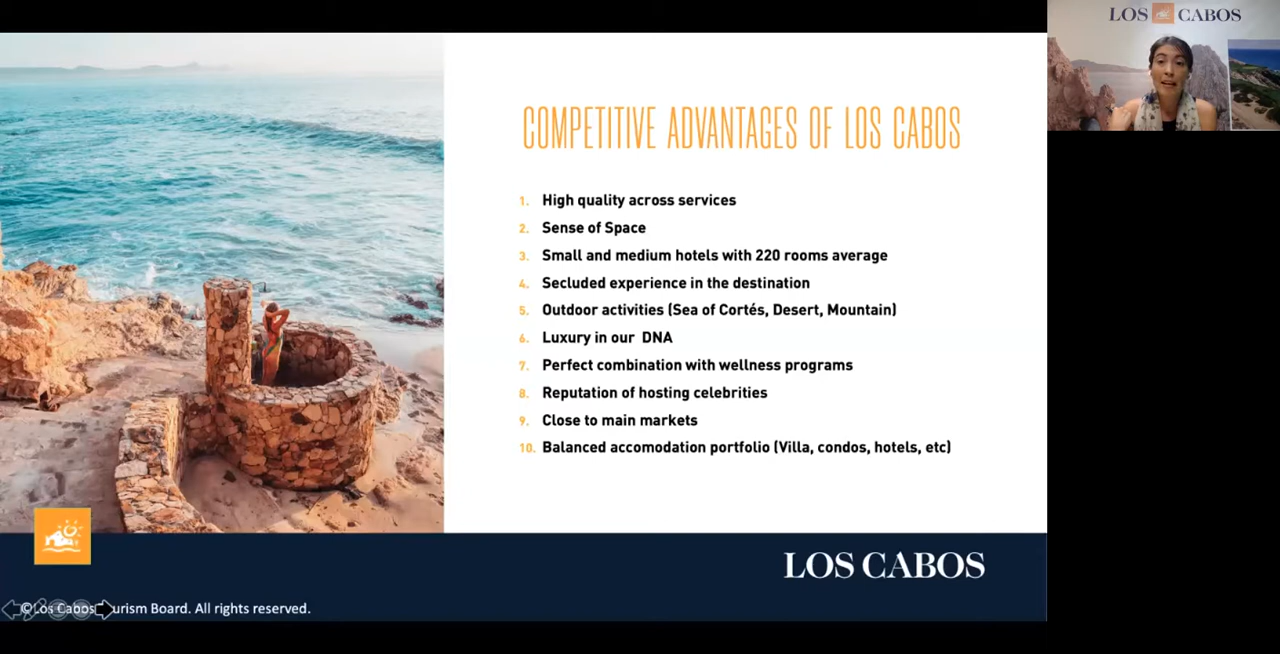 LOS CABOS
COMPETITIVE ADVANTAGES OF LOS CABOS
1. High quality across services
2. Sense of Space
3. Small and medium hotels with 220 rooms average
4. Secluded experience in the destination
5. Outdoor activities (Sea of Cortés, Desert, Mountain)
6. Luxury in our DNA
7. Perfect combination with wellness programs
8. Reputation of hosting celebrities
9. Close to main markets
10. Balanced accomodation portfolio (Villa, condos, hotels, etc)
LOS CABOS
©Los Cabos urism Board. All rights reserved.